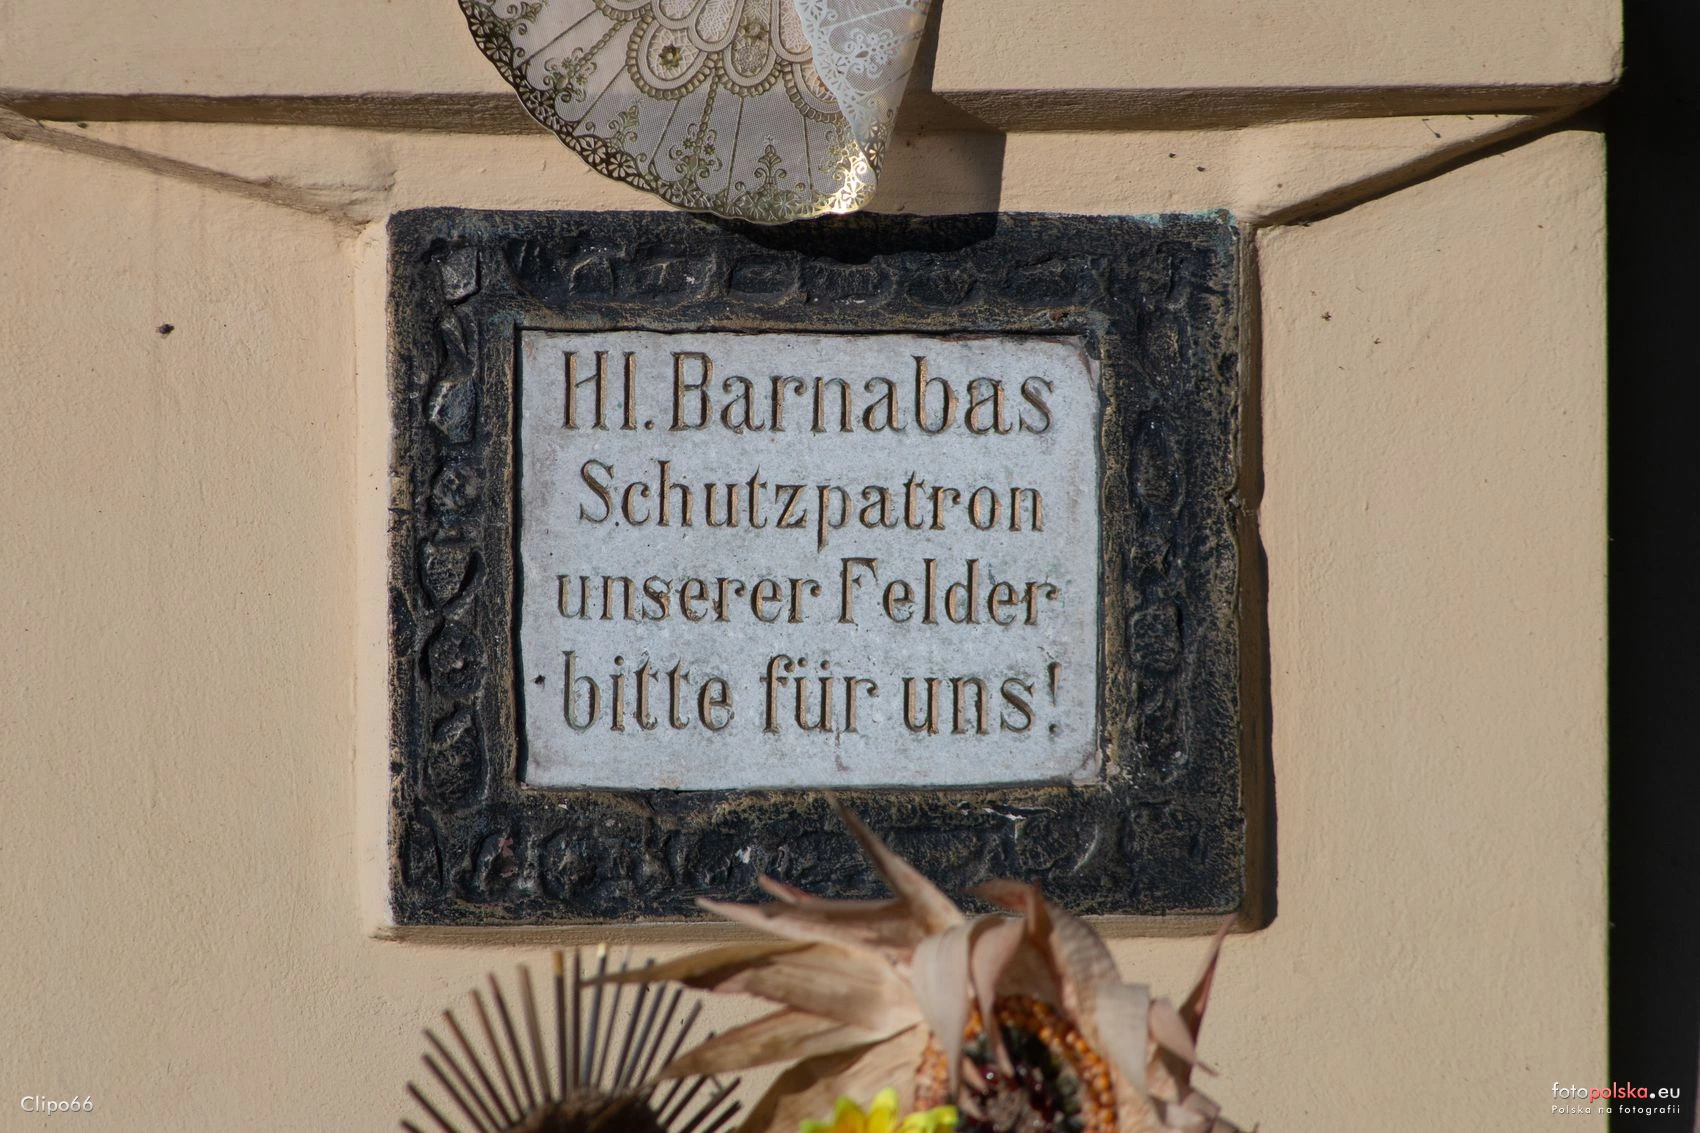 Hl. Barnabas
Schutzpatron
unserer Felder
bitte für uns!
Clipo66
fotopolska.eu
Polska na fotografii